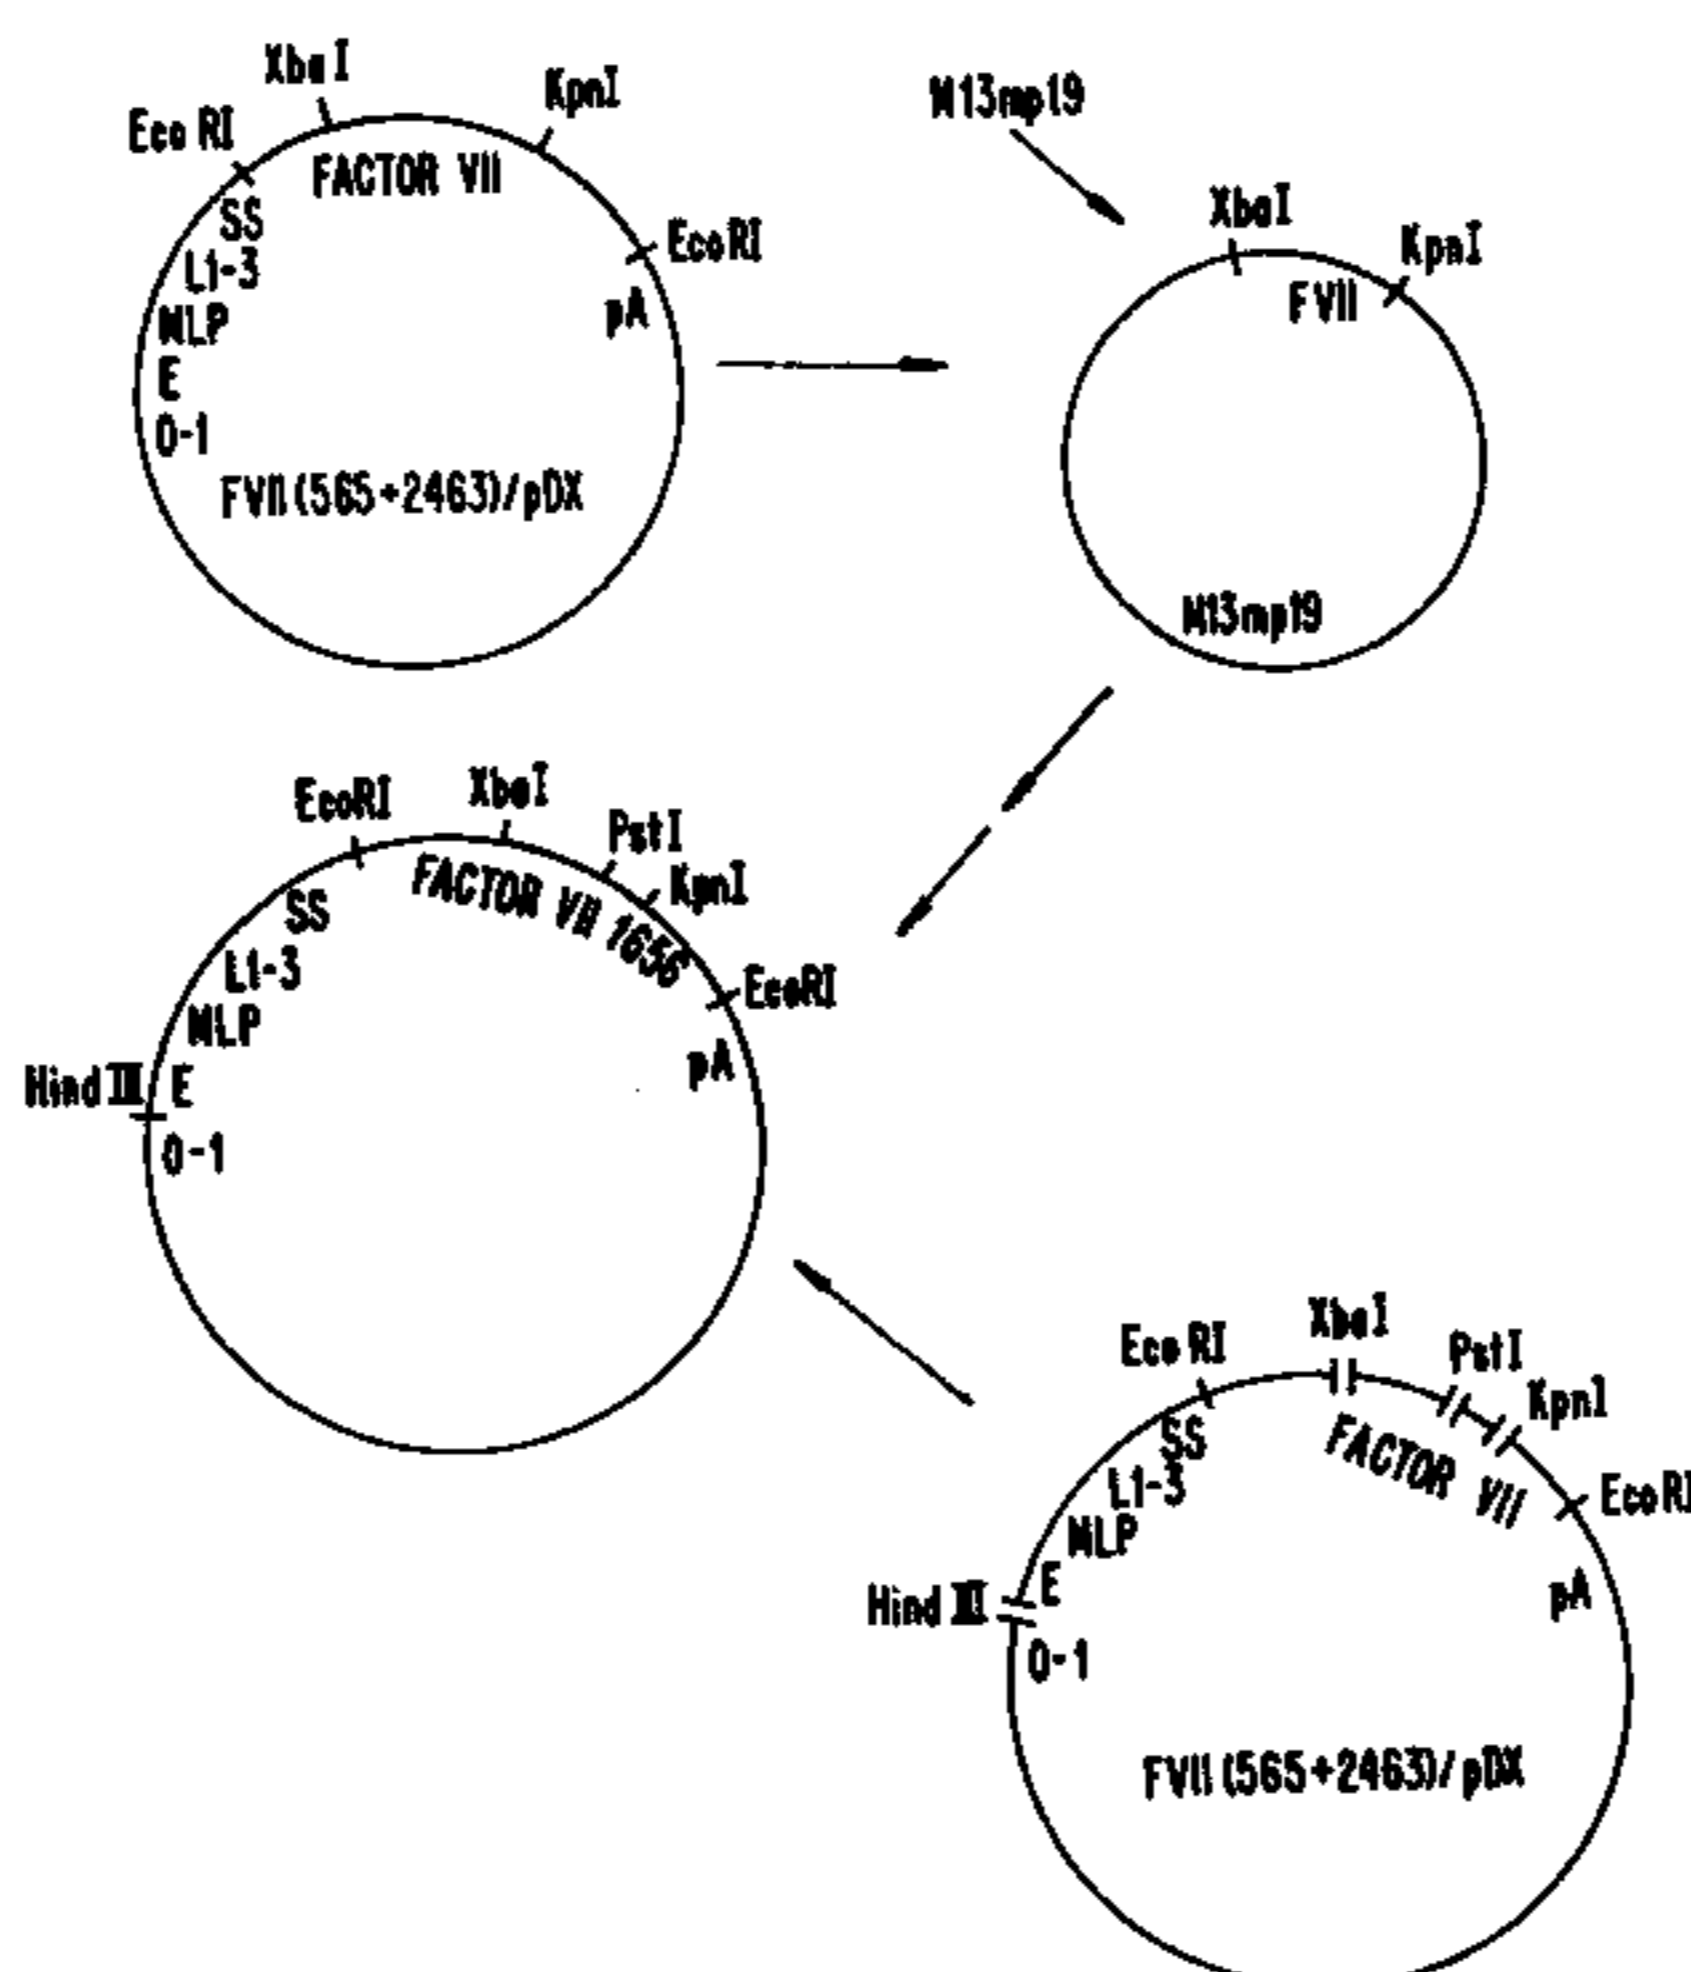 XbaI
KpnI
EcoRI
FACTOR VII
EcoRI
SS
L1-3
MLP
E
0-1
pA
FVII(565+2463)/pDX
M13mp19
XbaI
KpnI
FVII
M13mp19
EcoRI
XbaI
PstI
KpnI
FACTOR VII 1656
EcoRI
SS
L1-3
MLP
HindIII
E
0-1
pA
EcoRI
XbaI
PstI
KpnI
SS
FACTOR VII
EcoRI
L1-3
MLP
HindIII
E
pA
0-1
FVII(565+2463)/pDX